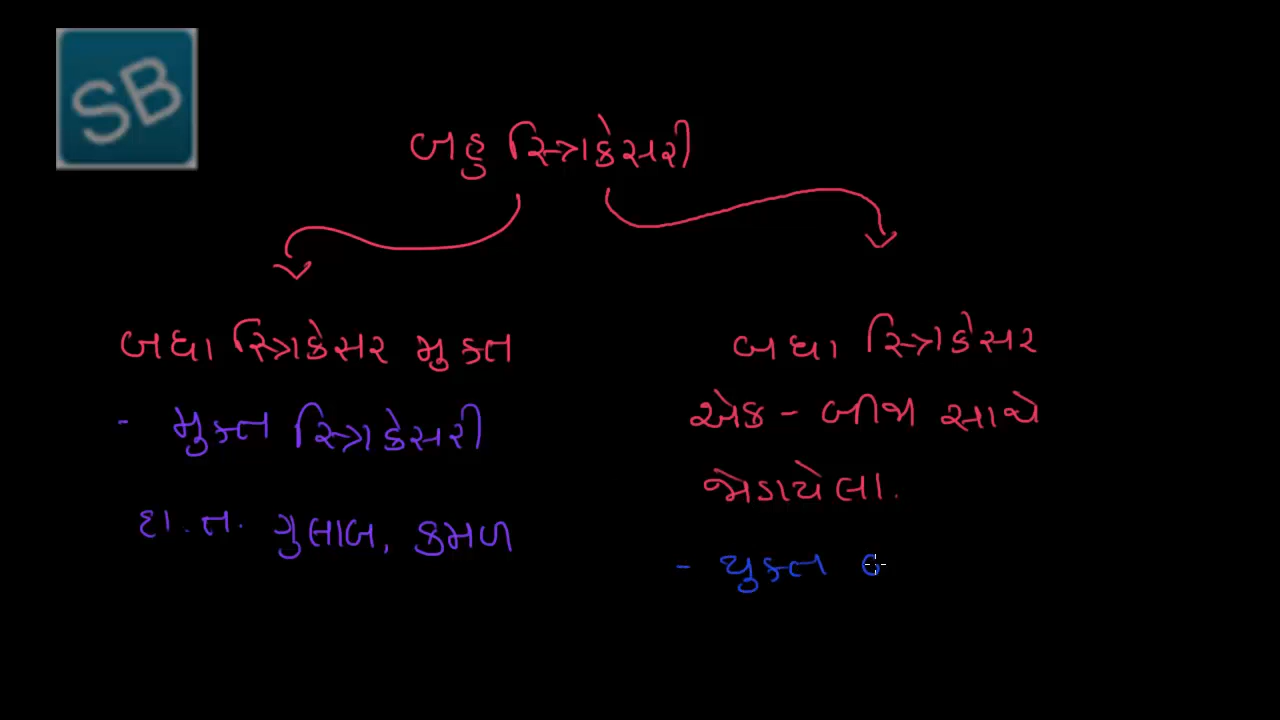 SB
બહુ સ્ત્રિકેસરી
બધા સ્ત્રિકેસર મુક્ત
- મુક્ત સ્ત્રિકેસરી
દા.ત. ગુલાબ, કમળ
બધા સ્ત્રિકેસર
એક - બીજા સાથે
જોડાયેલા.
- યુક્ત